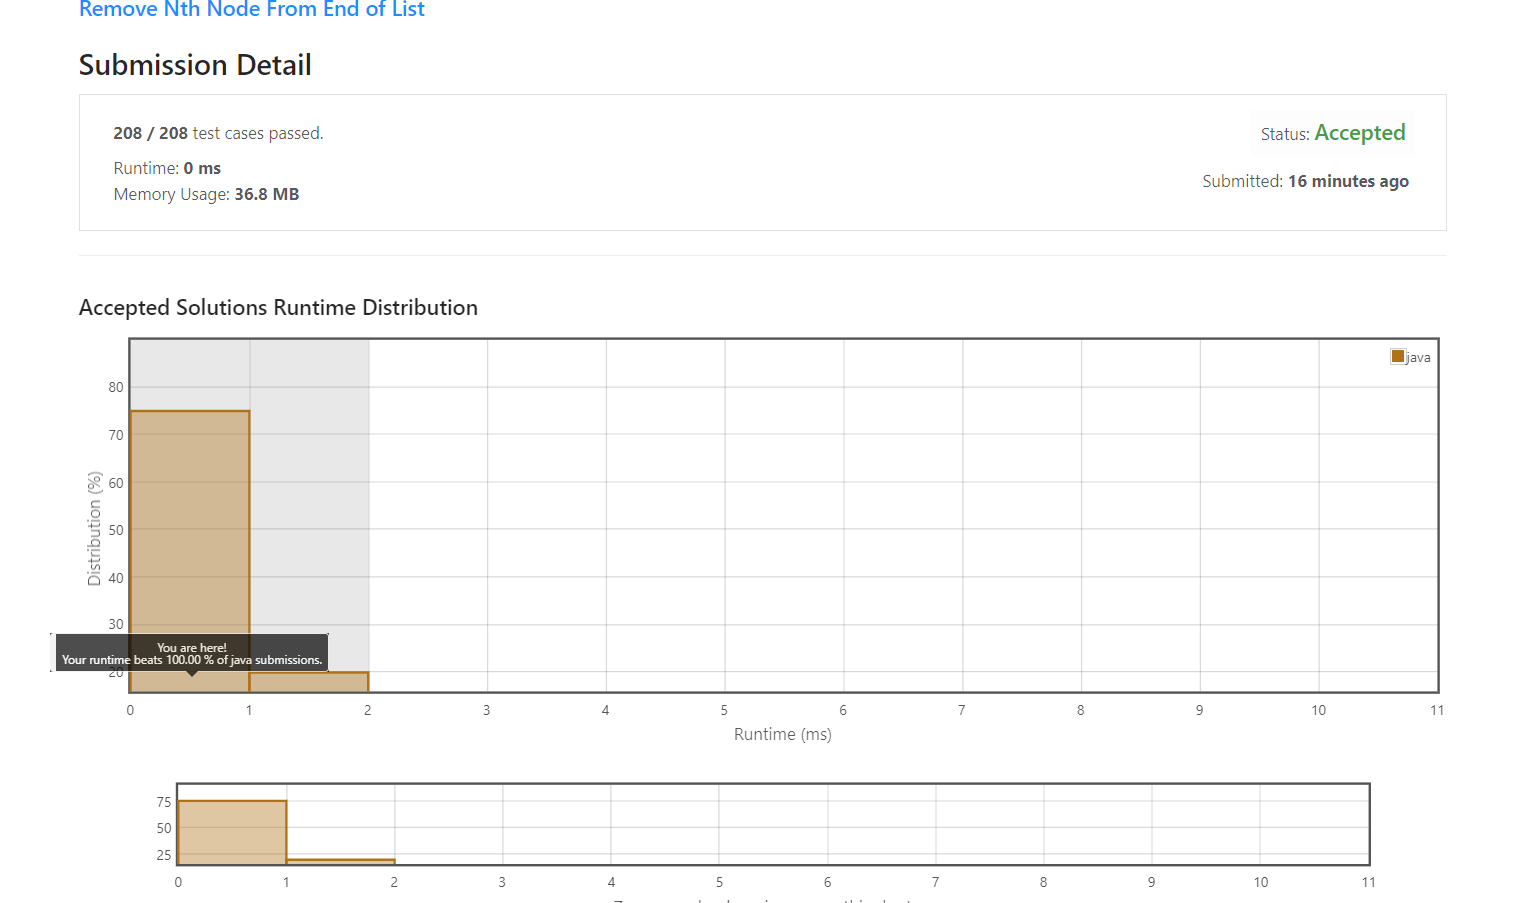 Remove Nth Node From End of List
Submission Detail
208 / 208 test cases passed.
Status: Accepted
Runtime: 0 ms
Submitted: 16 minutes ago
Memory Usage: 36.8 MB
Accepted Solutions Runtime Distribution
java
80
70
60
50
40
30
20
Distribution (%)
You are here!
Your runtime beats 100.00 % of java submissions.
0 1 2 3 4 5 6 7 8 9 10 11
Runtime (ms)
75
50
25
0 1 2 3 4 5 6 7 8 9 10 11